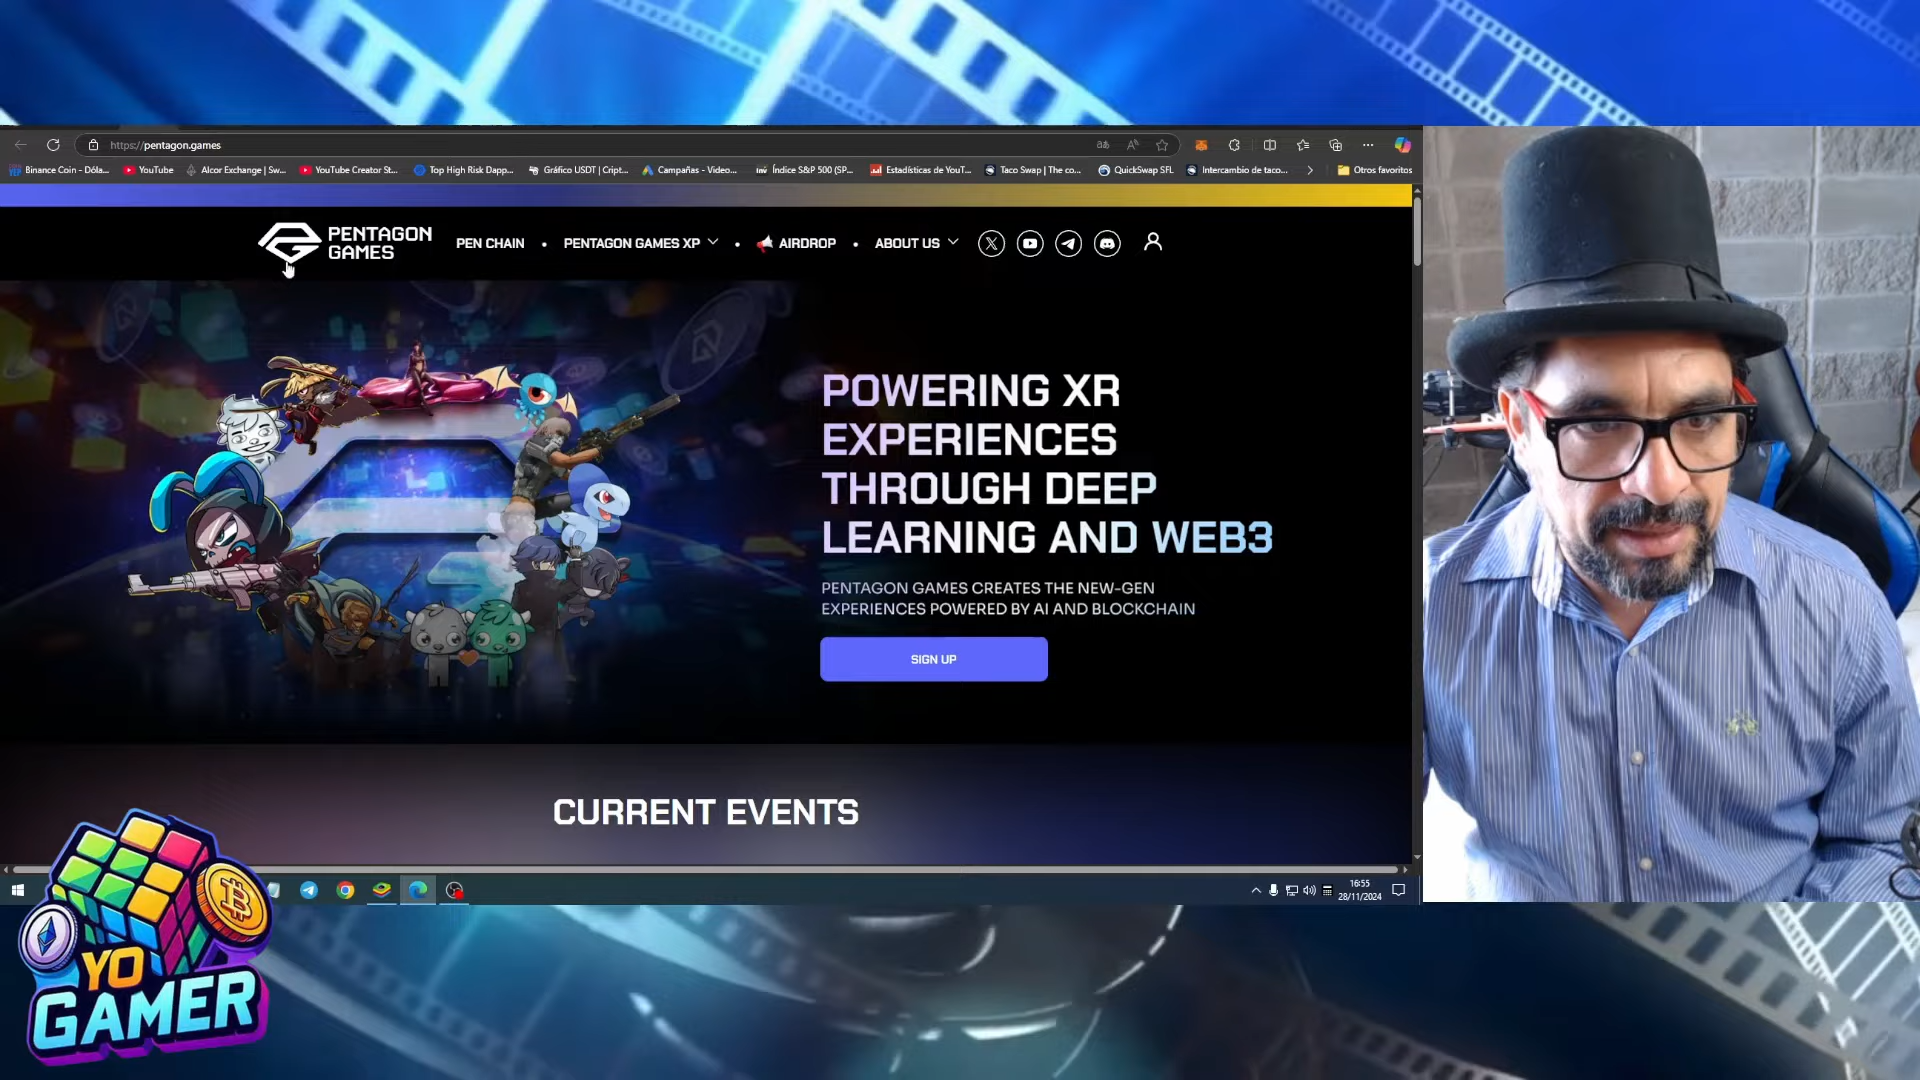 https://pentagon.games
Binance Coin - Dóla...
YouTube
Alcor Exchange | Sw...
YouTube Creator St...
Top High Risk Dapp...
Gráfico USDT | Cript...
Campañas - Video...
Índice S&P 500 (SP...
Estadísticas de YouT...
Taco Swap | The co...
QuickSwap SFL
Intercambio de taco...
Otros favoritos
PENTAGON
GAMES
PEN CHAIN
PENTAGON GAMES XP
AIRDROP
ABOUT US
POWERING XR
EXPERIENCES
THROUGH DEEP
LEARNING AND WEB3
PENTAGON GAMES CREATES THE NEW-GEN
EXPERIENCES POWERED BY AI AND BLOCKCHAIN
SIGN UP
CURRENT EVENTS
16:55
28/11/2024
YO
GAMER